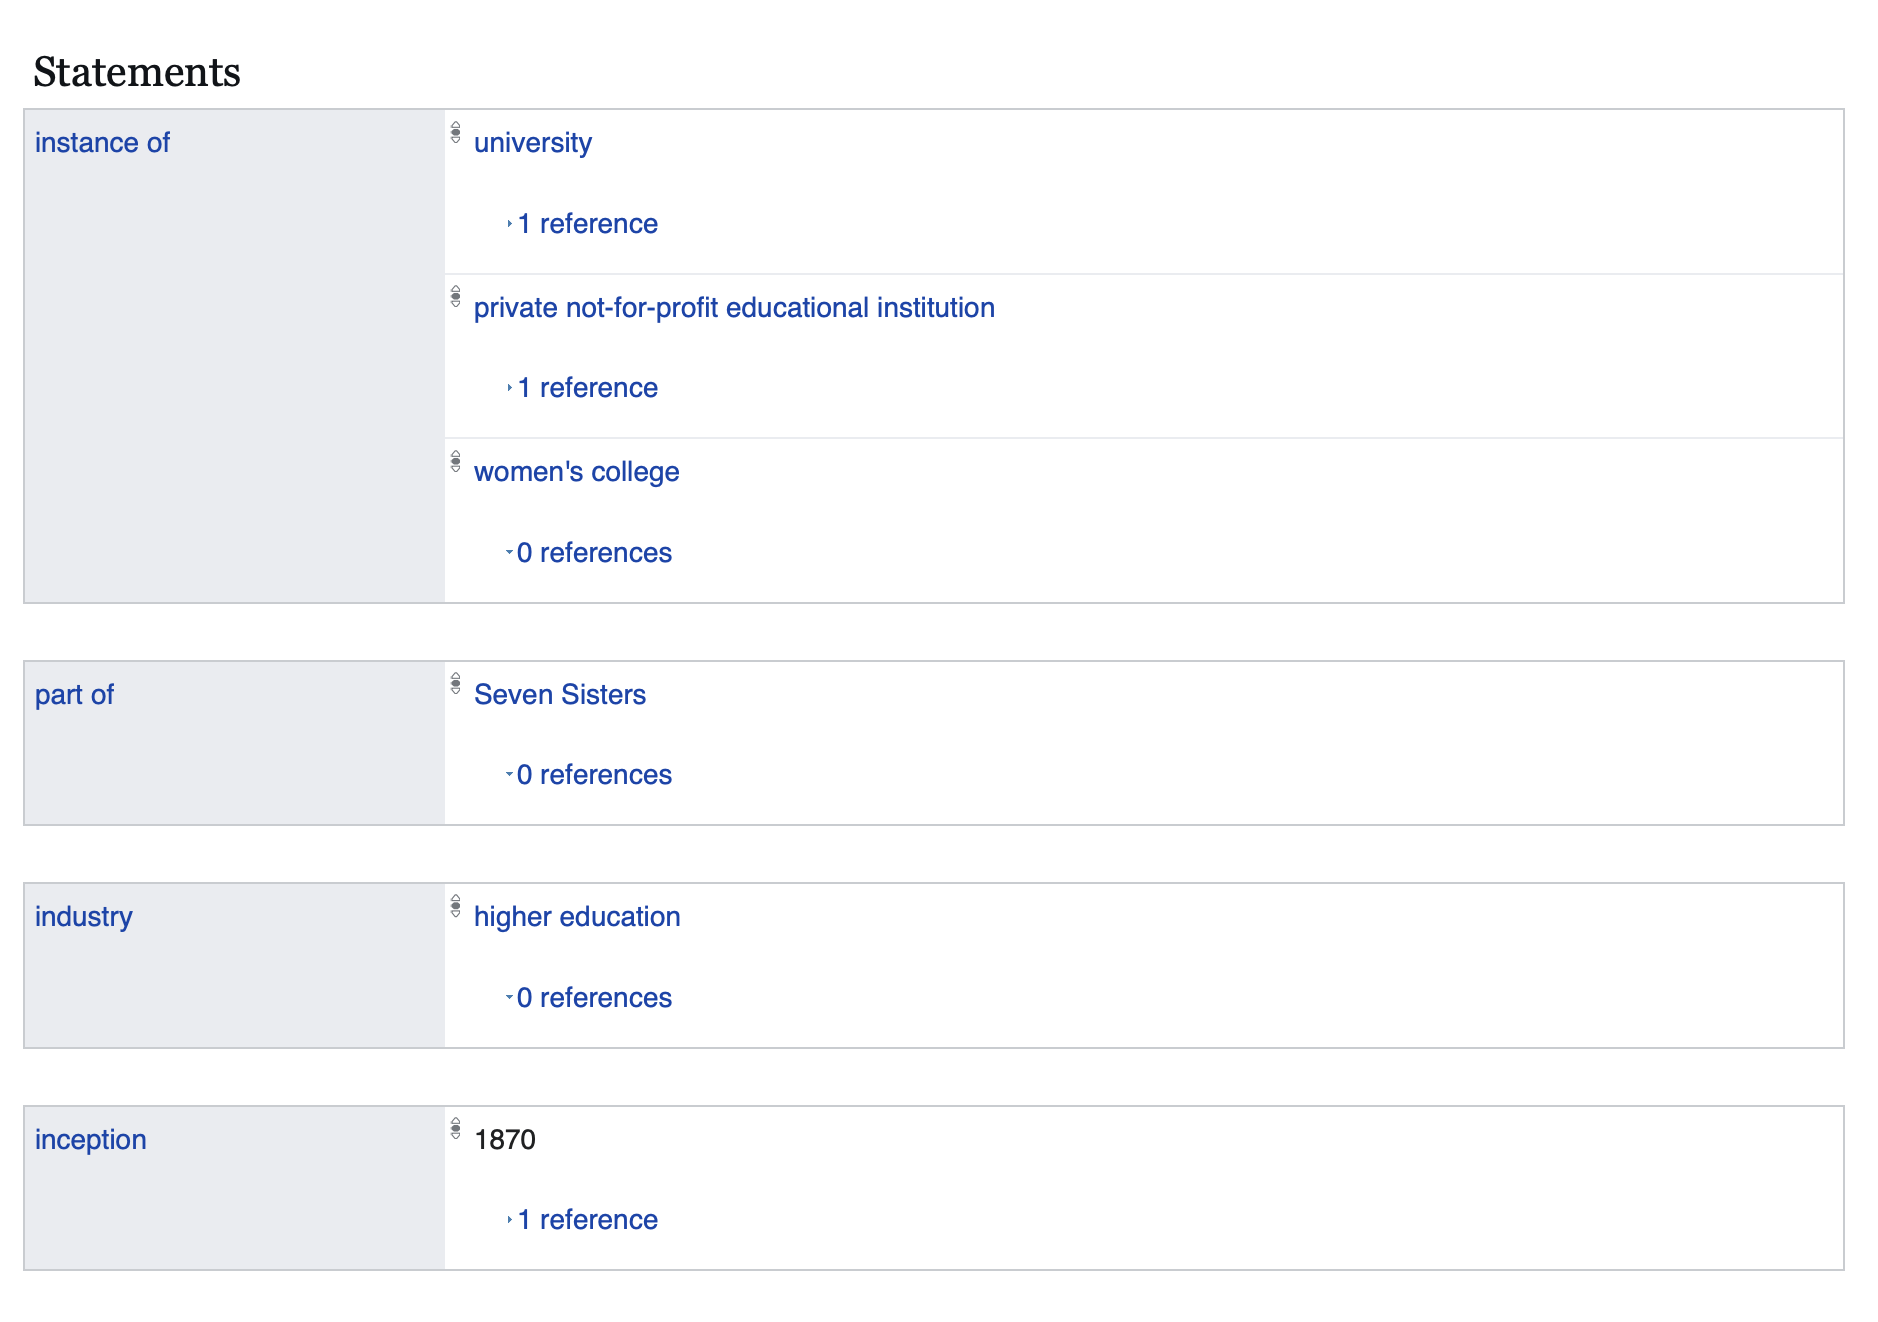 Statements
instance of
university
1 reference
private not-for-profit educational institution
1 reference
women's college
0 references
part of
Seven Sisters
0 references
industry
higher education
0 references
inception
1870
1 reference